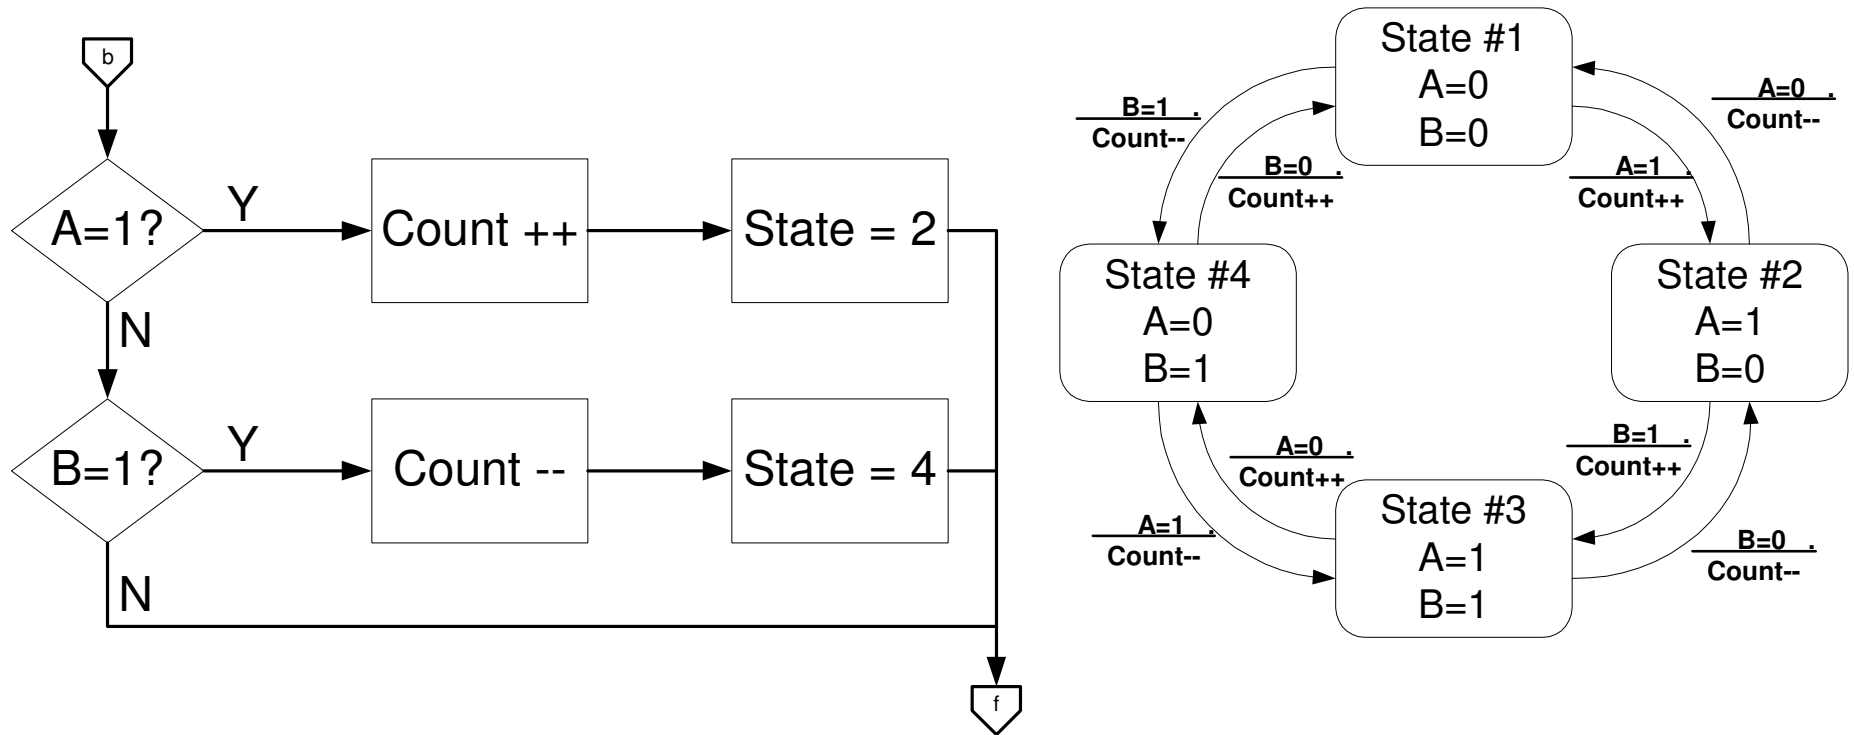 b
A=1?
Y
Count ++
State = 2
N
B=1?
Y
Count --
State = 4
N
f
State #1
A=0
B=0
B=1 .
Count--
B=0 .
Count++
A=0 .
Count--
A=1 .
Count++
State #4
A=0
B=1
State #2
A=1
B=0
A=0 .
Count++
A=1 .
Count--
B=1 .
Count++
B=0 .
Count--
State #3
A=1
B=1